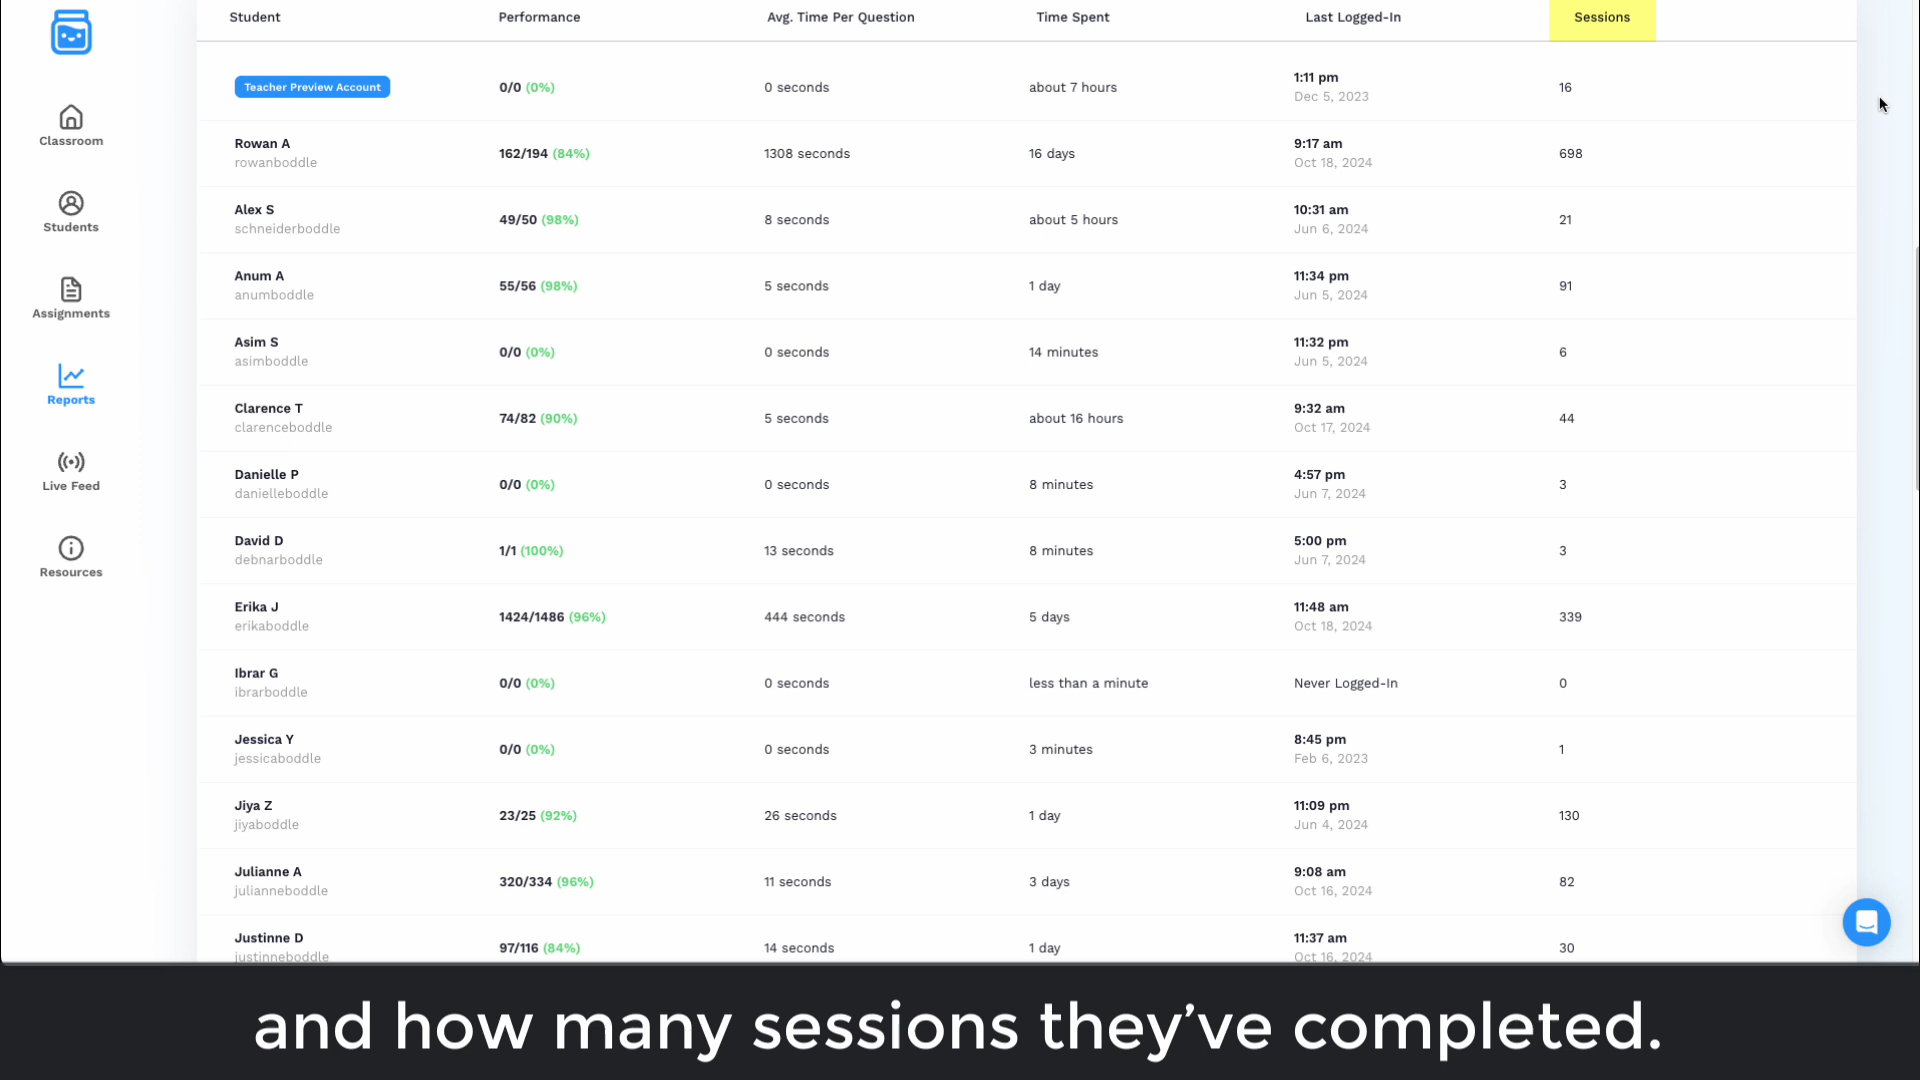 Student Performance Avg. Time Per Question Time Spent Last Logged-In Sessions
Teacher Preview Account 0/0 (0%) 0 seconds about 7 hours 1:11 pm Dec 5, 2023 16
Classroom
Rowan A rowanboddle 162/194 (84%) 1308 seconds 16 days 9:17 am Oct 18, 2024 698
Students
Alex S schneiderboddle 49/50 (98%) 8 seconds about 5 hours 10:31 am Jun 6, 2024 21
Anum A anumboddle 55/56 (98%) 5 seconds 1 day 11:34 pm Jun 5, 2024 91
Assignments
Asim S asimboddle 0/0 (0%) 0 seconds 14 minutes 11:32 pm Jun 5, 2024 6
Reports
Clarence T clarenceboddle 74/82 (90%) 5 seconds about 16 hours 9:32 am Oct 17, 2024 44
Live Feed
Danielle P danielleboddle 0/0 (0%) 0 seconds 8 minutes 4:57 pm Jun 7, 2024 3
David D debnarboddle 1/1 (100%) 13 seconds 8 minutes 5:00 pm Jun 7, 2024 3
Resources
Erika J erikaboddle 1424/1486 (96%) 444 seconds 5 days 11:48 am Oct 18, 2024 339
Ibrar G ibrarboddle 0/0 (0%) 0 seconds less than a minute Never Logged-In 0
Jessica Y jessicaboddle 0/0 (0%) 0 seconds 3 minutes 8:45 pm Feb 6, 2023 1
Jiya Z jiyaboddle 23/25 (92%) 26 seconds 1 day 11:09 pm Jun 4, 2024 130
Julianne A julianneboddle 320/334 (96%) 11 seconds 3 days 9:08 am Oct 16, 2024 82
Justinne D justinneboddle 97/116 (84%) 14 seconds 1 day 11:37 am Oct 16, 2024 30
and how many sessions they’ve completed.